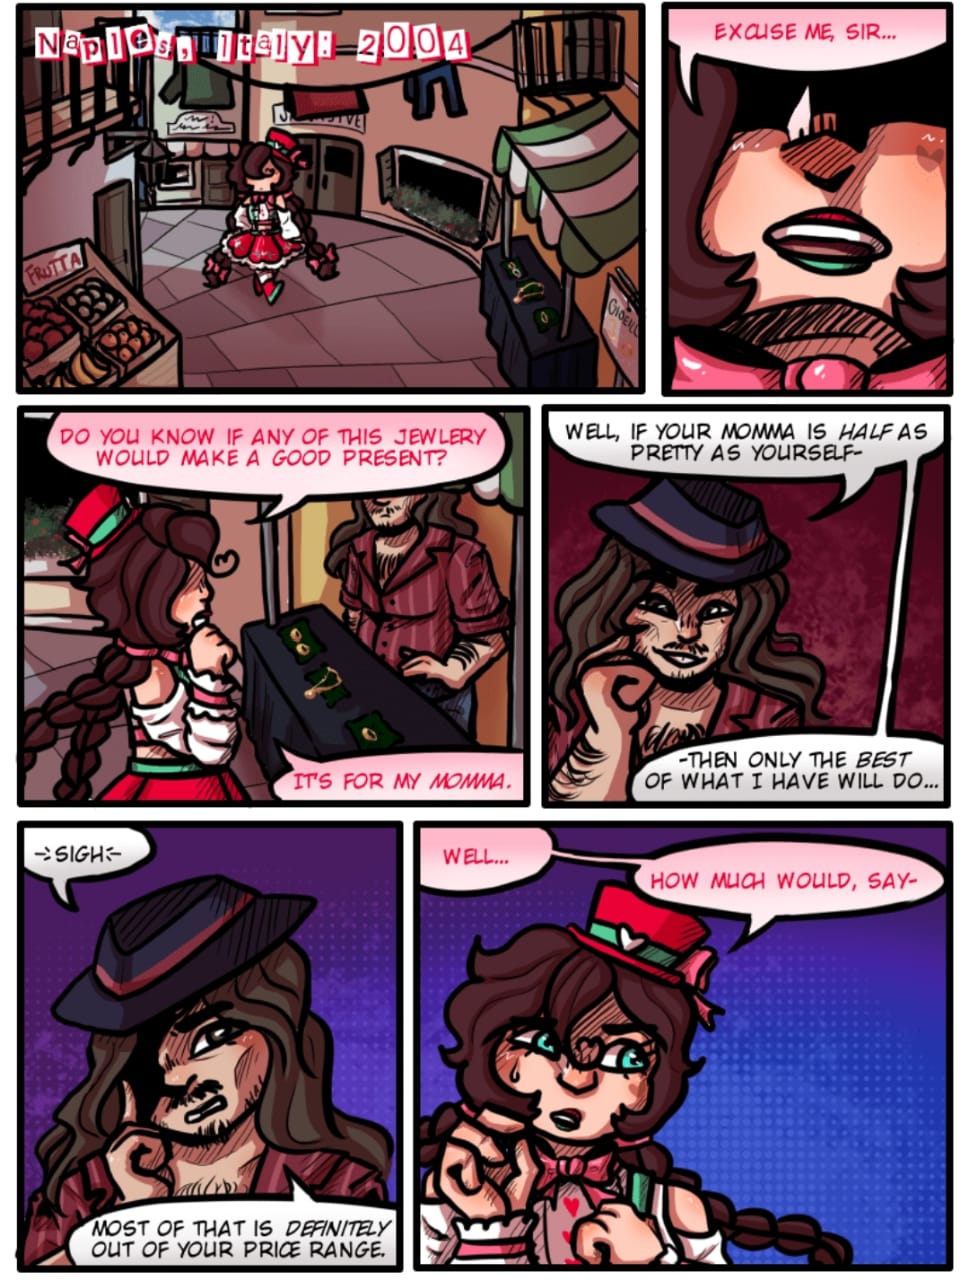 Naples, Italy: 2004
FRUTTA
EXCUSE ME, SIR...
DO YOU KNOW IF ANY OF THIS JEWLERY
WOULD MAKE A GOOD PRESENT?
IT'S FOR MY MOMMA.
WELL, IF YOUR MOMMA IS HALF AS
PRETTY AS YOURSELF-
-THEN ONLY THE BEST
OF WHAT I HAVE WILL DO...
-SIGH-
MOST OF THAT IS DEFINITELY
OUT OF YOUR PRICE RANGE.
WELL...
HOW MUCH WOULD, SAY-